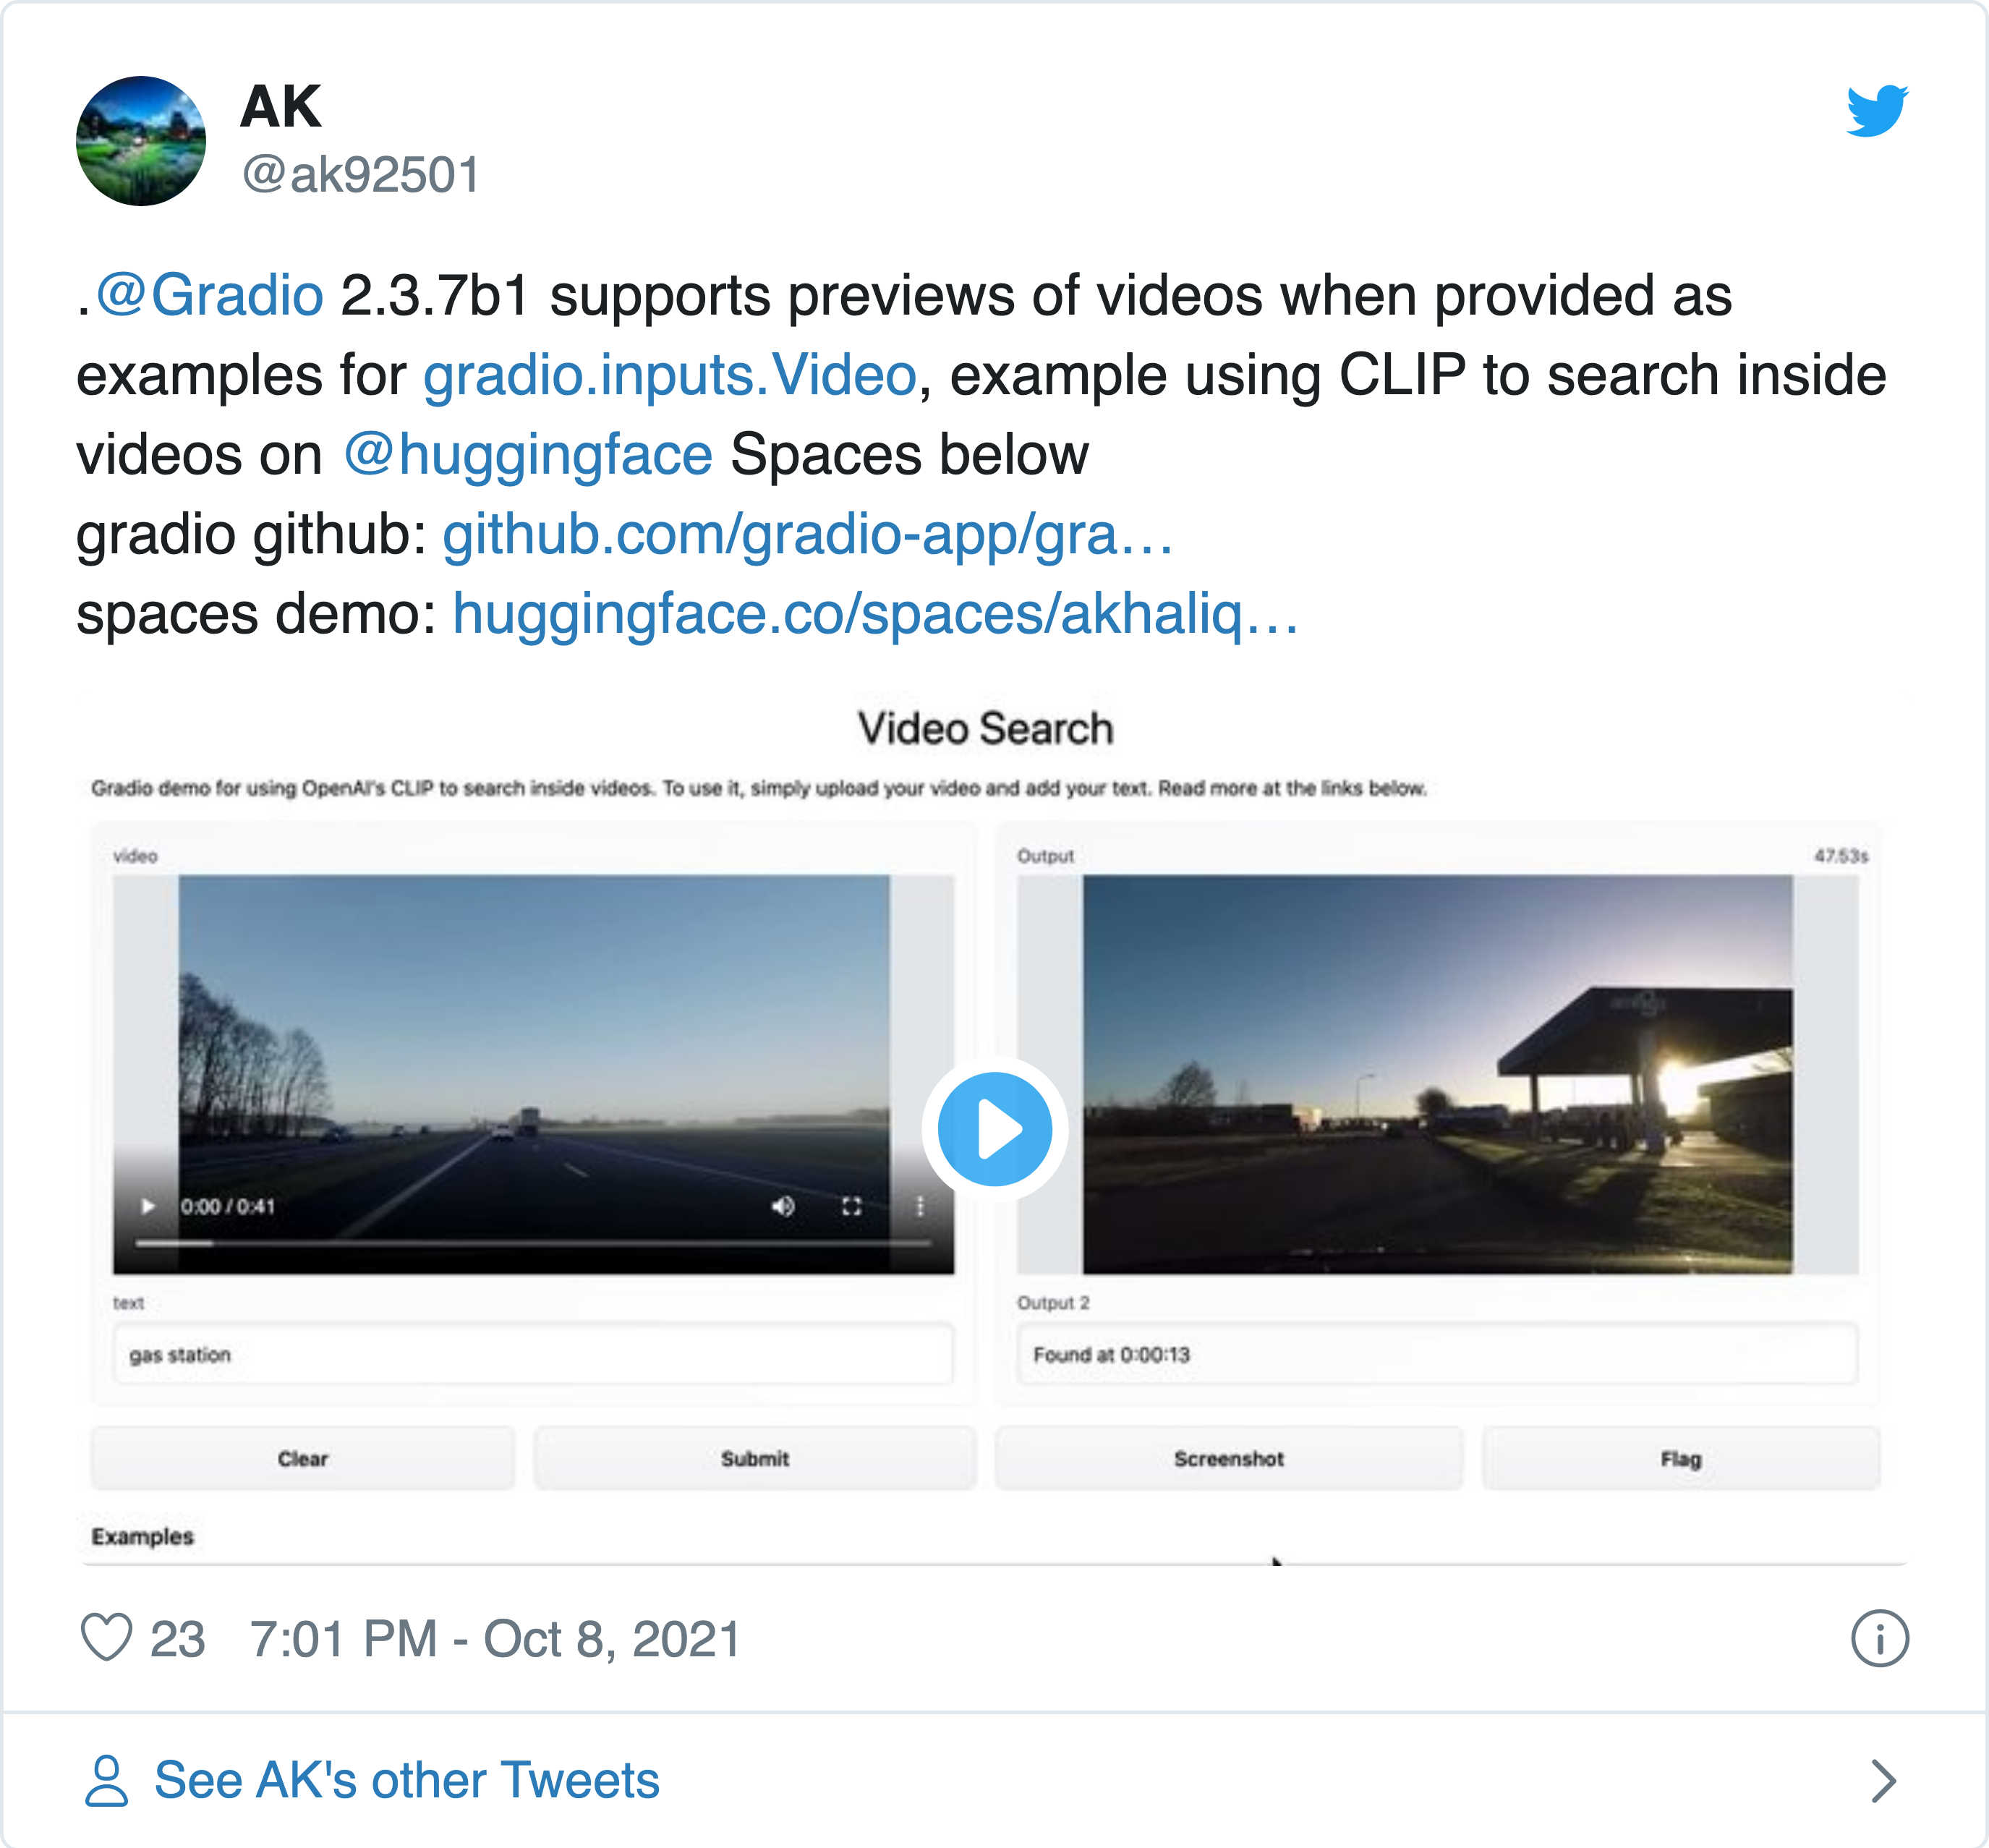 AK
@ak92501
.@Gradio 2.3.7b1 supports previews of videos when provided as
examples for gradio.inputs.Video, example using CLIP to search inside
videos on @huggingface Spaces below
gradio github: github.com/gradio-app/gra…
spaces demo: huggingface.co/spaces/akhaliq…
Video Search
Gradio demo for using OpenAI's CLIP to search inside videos. To use it, simply upload your video and add your text. Read more at the links below.
video
Output 47.53s
0:00 / 0:41
text
Output 2
gas station
Found at 0:00:13
Clear Submit Screenshot Flag
Examples
23 7:01 PM - Oct 8, 2021
See AK's other Tweets